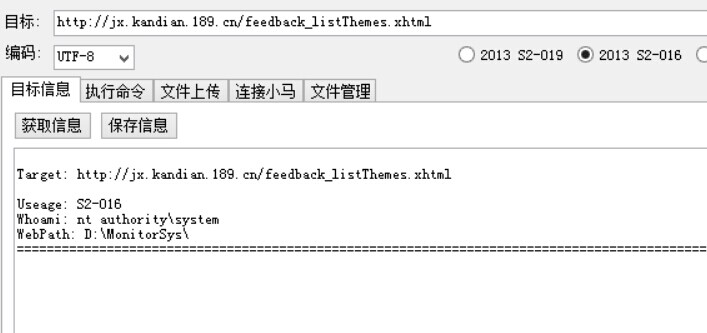 目标: http://jx.kandian.189.cn/feedback_listThemes.xhtml
编码: UTF-8 2013 S2-019 2013 S2-016
目标信息 执行命令 文件上传 连接小马 文件管理
获取信息 保存信息
Target: http://jx.kandian.189.cn/feedback_listThemes.xhtml
Useage: S2-016
Whoami: nt authority\system
WebPath: D:\MonitorSys\
================================================================================